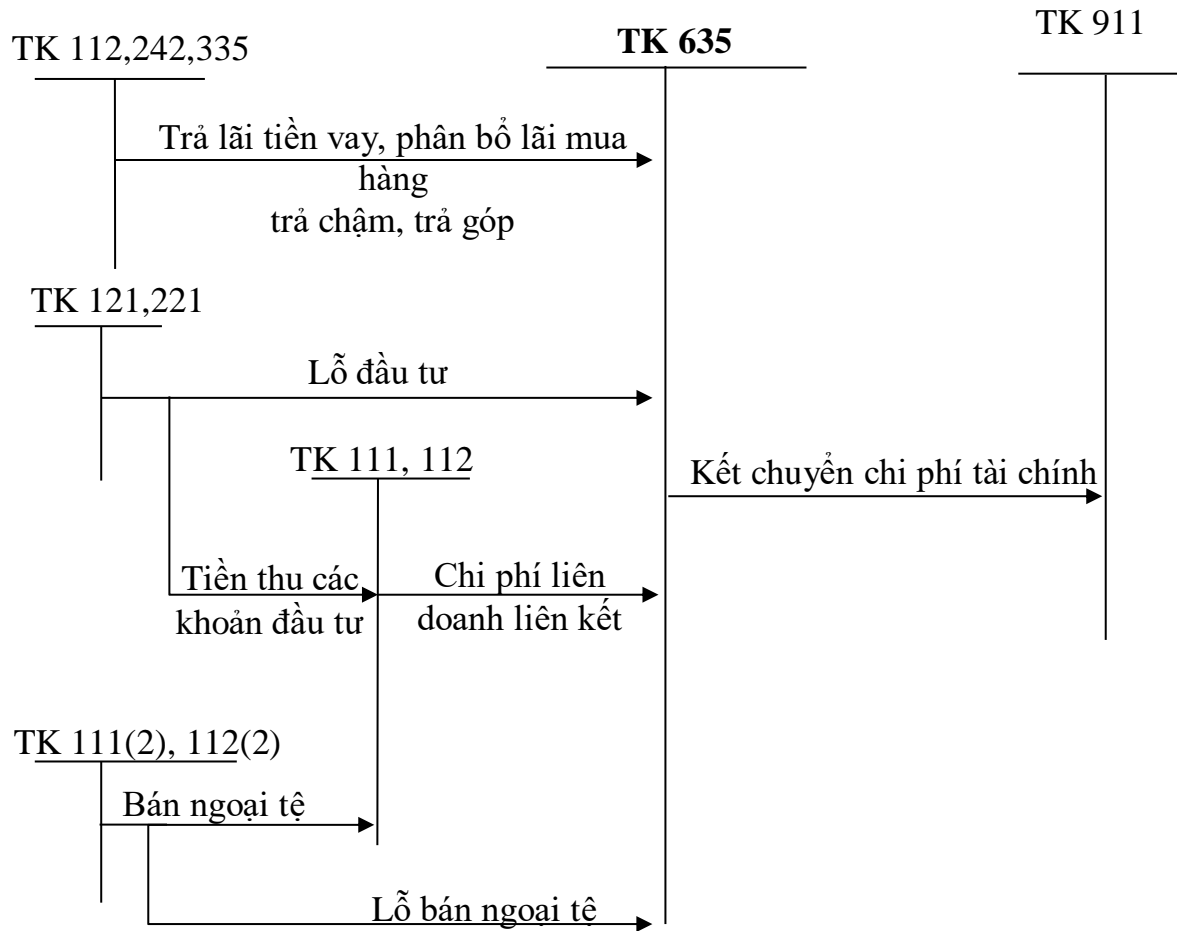 TK 112,242,335
TK 635
TK 911
Trả lãi tiền vay, phân bổ lãi mua
hàng
trả chậm, trả góp
TK 121,221
Lỗ đầu tư
TK 111, 112
Kết chuyển chi phí tài chính
Tiền thu các
khoản đầu tư
Chi phí liên
doanh liên kết
TK 111(2), 112(2)
Bán ngoại tệ
Lỗ bán ngoại tệ